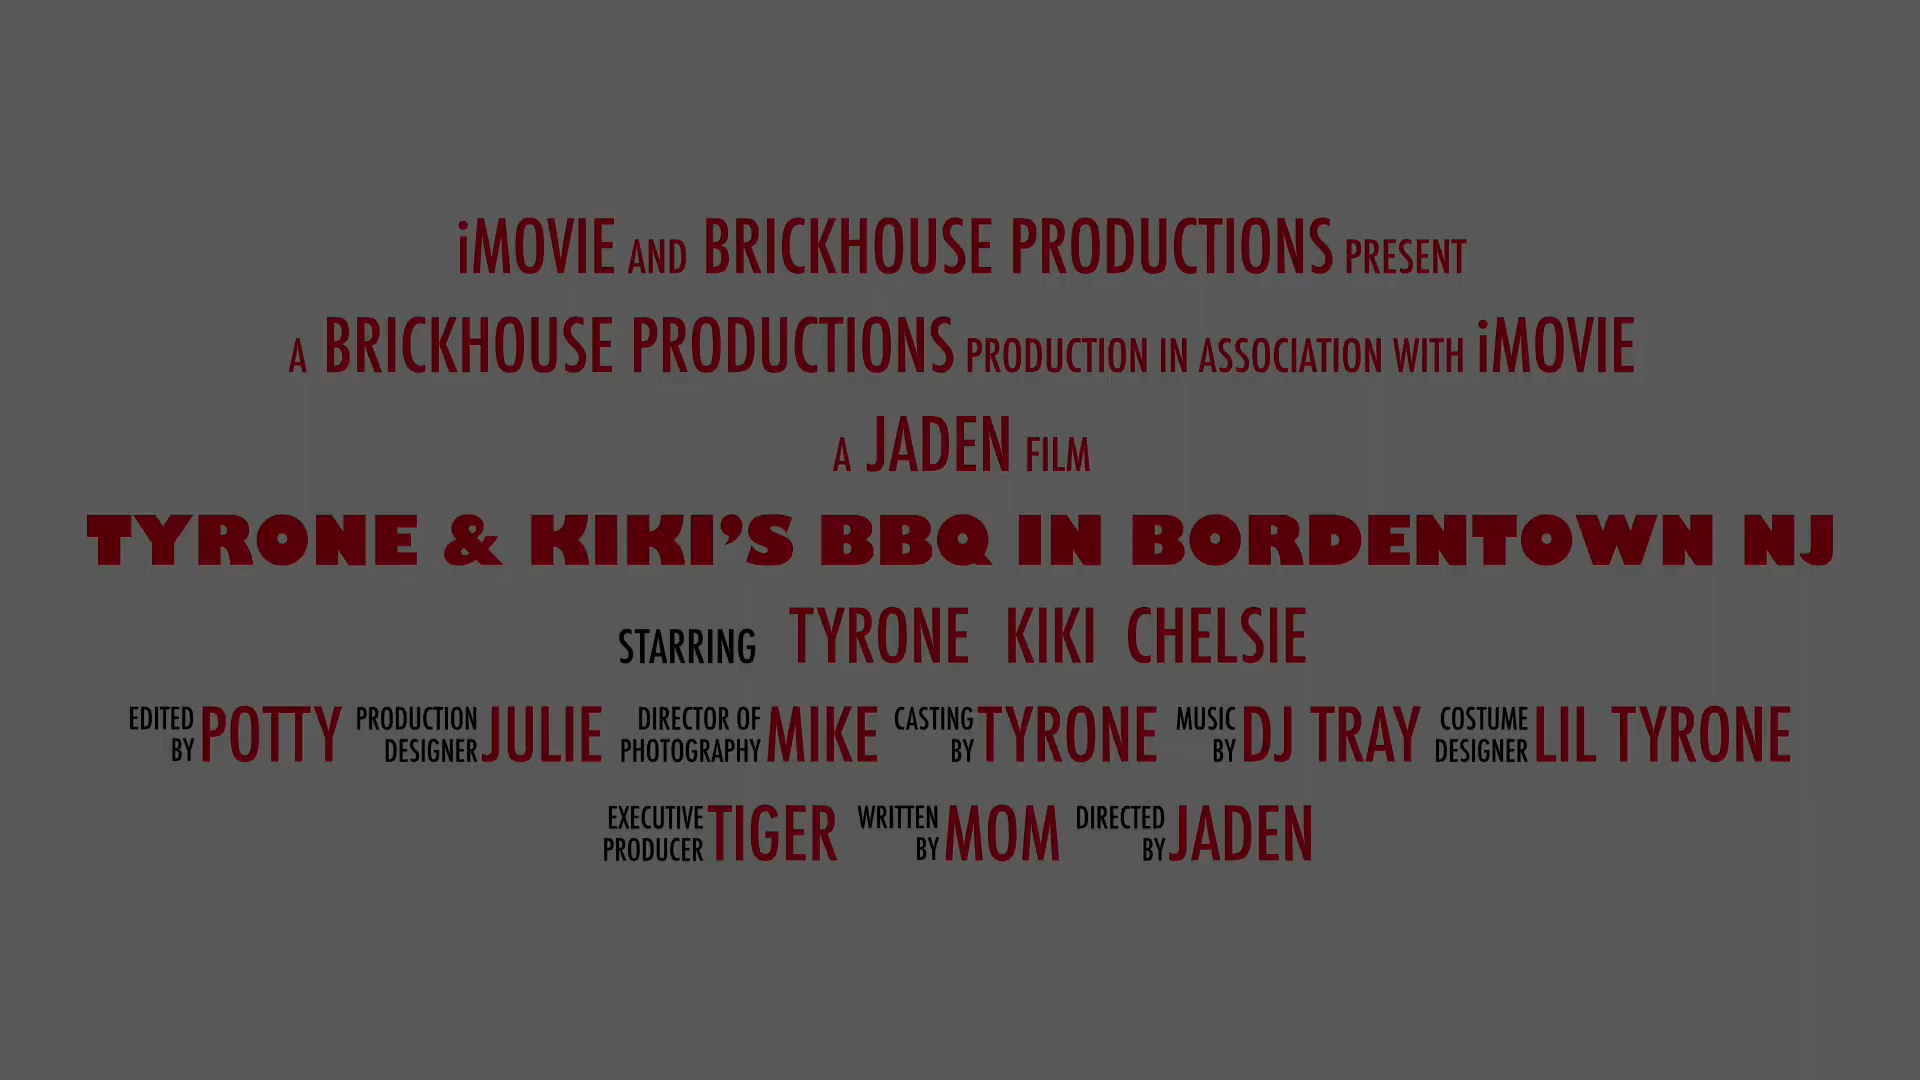 iMOVIE AND BRICKHOUSE PRODUCTIONS PRESENT
A BRICKHOUSE PRODUCTIONS PRODUCTION IN ASSOCIATION WITH iMOVIE
A JADEN FILM
TYRONE & KIKI'S BBQ IN BORDENTOWN NJ
STARRING TYRONE KIKI CHELSIE
EDITED BY POTTY PRODUCTION DESIGNER JULIE DIRECTOR OF PHOTOGRAPHY MIKE CASTING BY TYRONE MUSIC BY DJ TRAY COSTUME DESIGNER LIL TYRONE
EXECUTIVE PRODUCER TIGER WRITTEN BY MOM DIRECTED BY JADEN